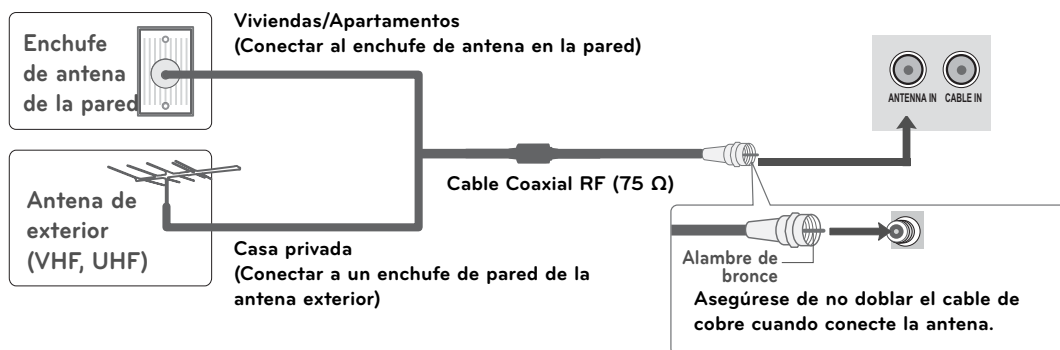 Viviendas/Apartamentos
(Conectar al enchufe de antena en la pared)
Enchufe
de antena
de la pared
ANTENNA IN
CABLE IN
Cable Coaxial RF (75 Ω)
Antena de
exterior
(VHF, UHF)
Casa privada
(Conectar a un enchufe de pared de la
antena exterior)
Alambre de
bronce
Asegúrese de no doblar el cable de
cobre cuando conecte la antena.